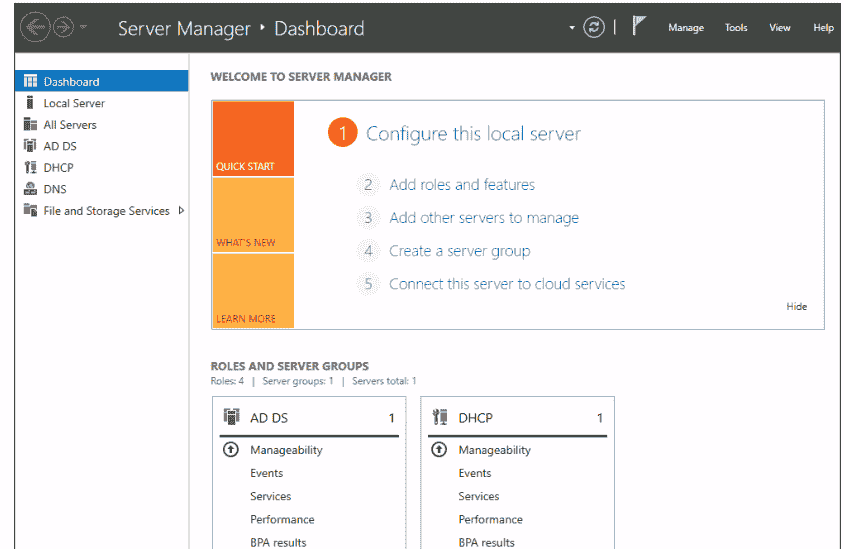 Server Manager ‣ Dashboard
Manage Tools View Help
Dashboard
Local Server
All Servers
AD DS
DHCP
DNS
File and Storage Services
WELCOME TO SERVER MANAGER
QUICK START
WHAT'S NEW
LEARN MORE
1 Configure this local server
2 Add roles and features
3 Add other servers to manage
4 Create a server group
5 Connect this server to cloud services
Hide
ROLES AND SERVER GROUPS
Roles: 4 | Server groups: 1 | Servers total: 1
AD DS 1
Manageability
Events
Services
Performance
BPA results
DHCP 1
Manageability
Events
Services
Performance
BPA results